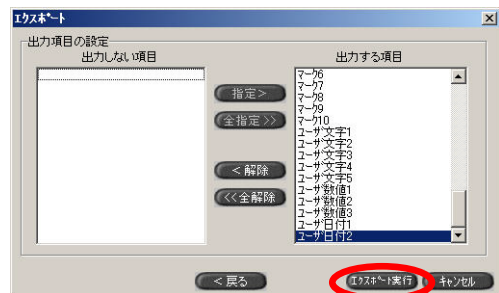 ｴｸｽﾎﾟｰﾄ
出力項目の設定
出力しない項目
出力する項目
ﾏｰｸ6
ﾏｰｸ7
ﾏｰｸ8
ﾏｰｸ9
ﾏｰｸ10
ﾕｰｻﾞ文字1
ﾕｰｻﾞ文字2
ﾕｰｻﾞ文字3
ﾕｰｻﾞ文字4
ﾕｰｻﾞ文字5
ﾕｰｻﾞ数値1
ﾕｰｻﾞ数値2
ﾕｰｻﾞ数値3
ﾕｰｻﾞ日付1
ﾕｰｻﾞ日付2
指定＞
全指定＞＞
＜解除
＜＜全解除
＜戻る
ｴｸｽﾎﾟｰﾄ実行
ｷｬﾝｾﾙ